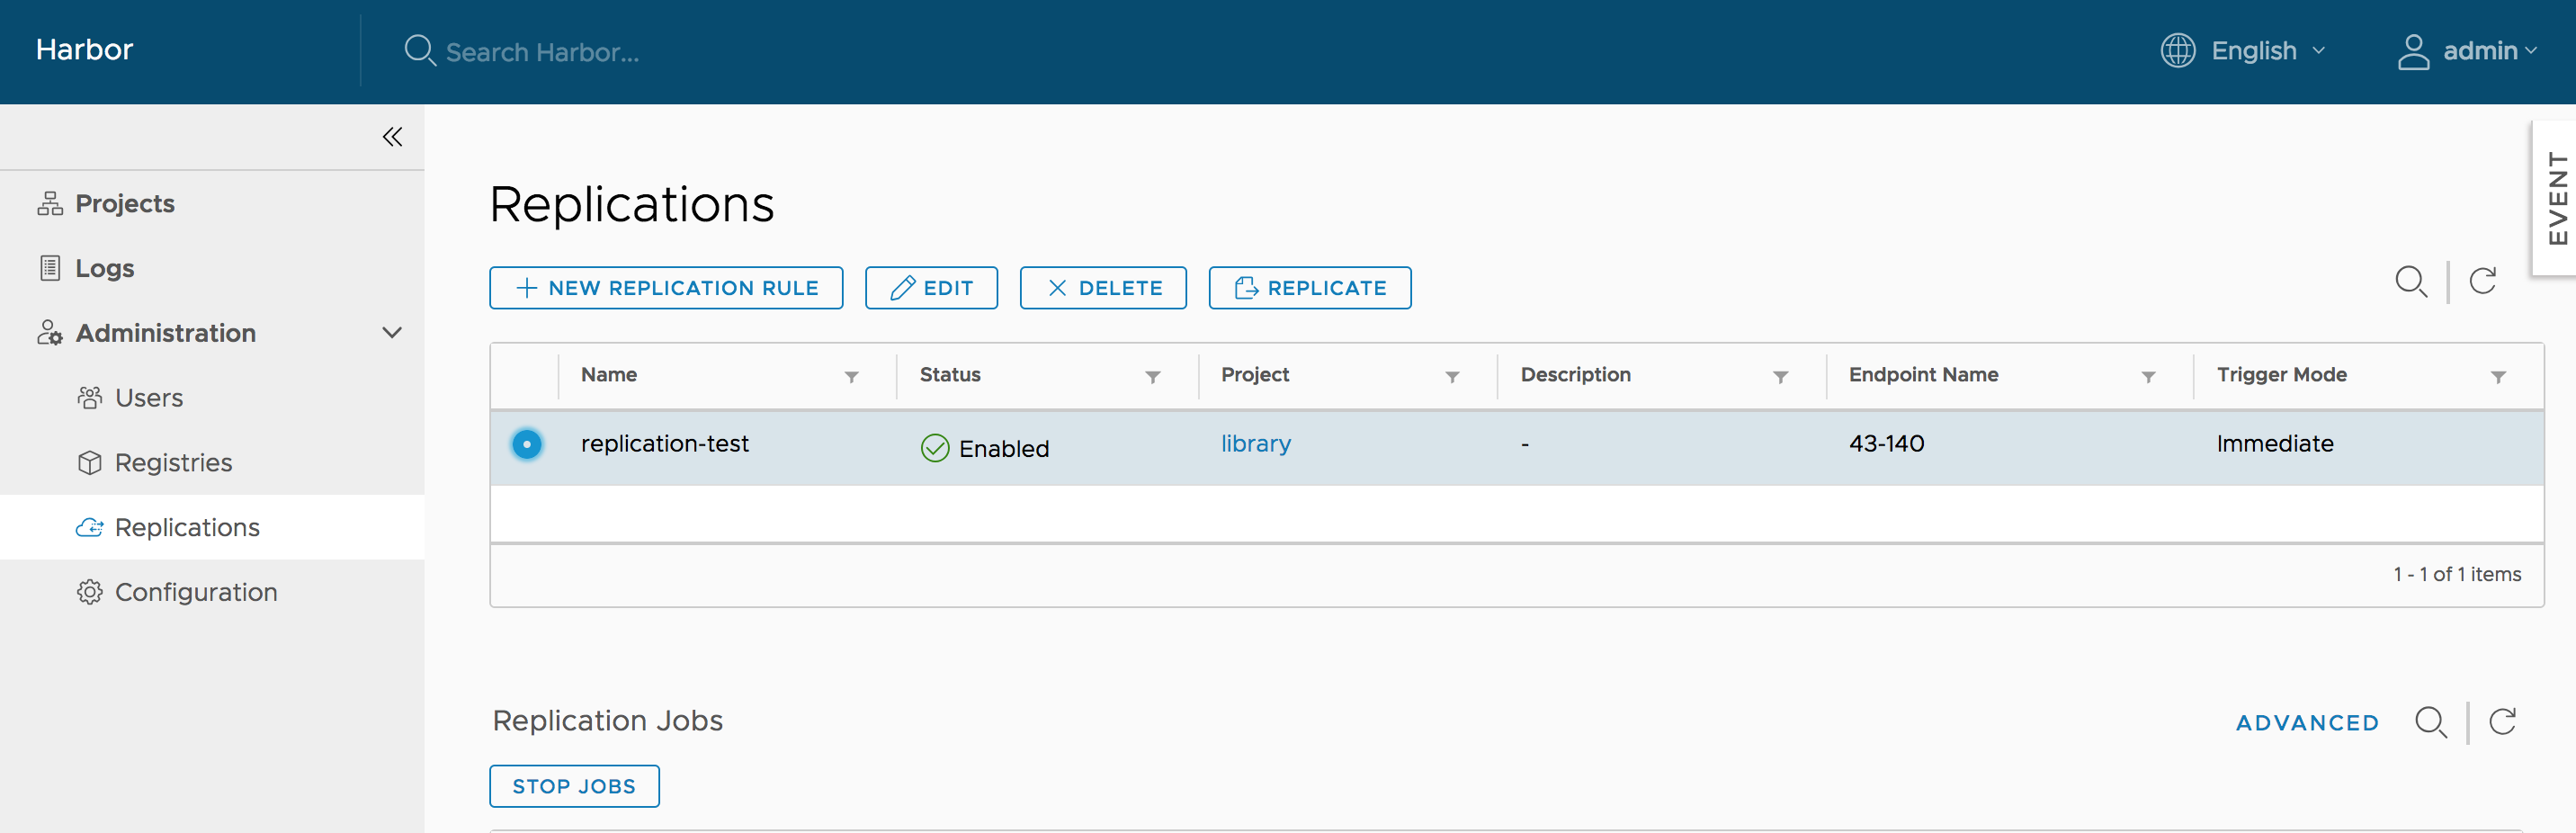 Harbor
Search Harbor...
English
admin
EVENT
Projects
Logs
Administration
Users
Registries
Replications
Configuration
Replications
NEW REPLICATION RULE EDIT DELETE REPLICATE
Name Status Project Description Endpoint Name Trigger Mode
replication-test Enabled library - 43-140 Immediate
1 - 1 of 1 items
Replication Jobs
ADVANCED
STOP JOBS